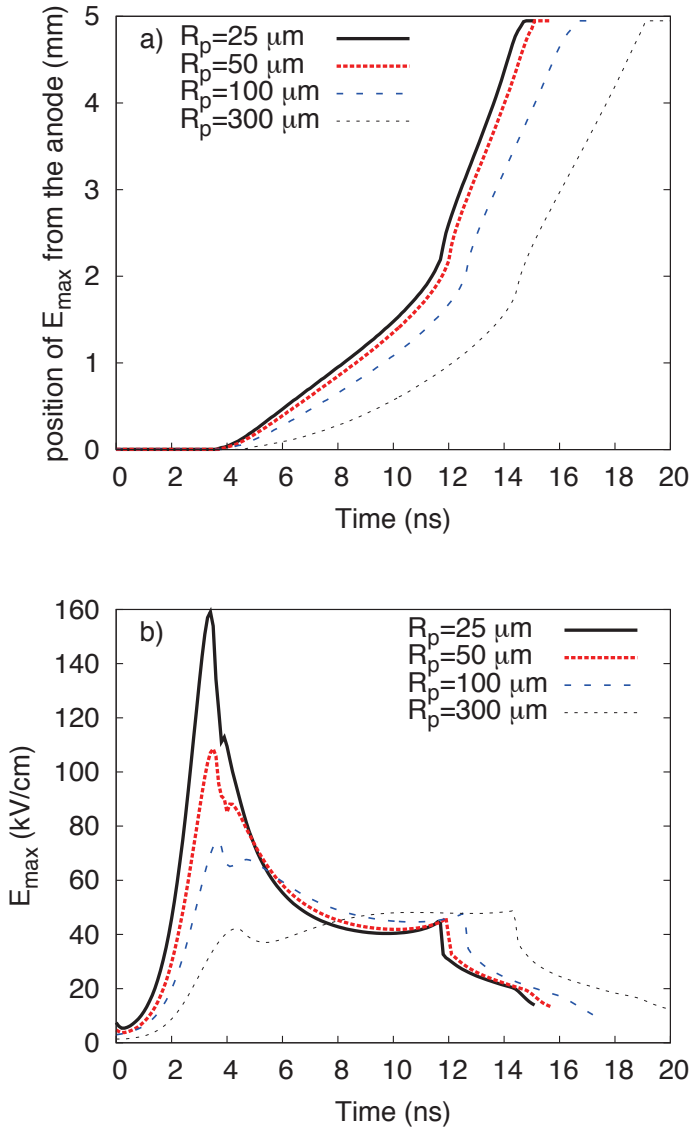 a)
R_p=25 μm
R_p=50 μm
R_p=100 μm
R_p=300 μm
position of E_max from the anode (mm)
5
4
3
2
1
0
0 2 4 6 8 10 12 14 16 18 20
Time (ns)
b)
R_p=25 μm
R_p=50 μm
R_p=100 μm
R_p=300 μm
E_max (kV/cm)
160
140
120
100
80
60
40
20
0
0 2 4 6 8 10 12 14 16 18 20
Time (ns)